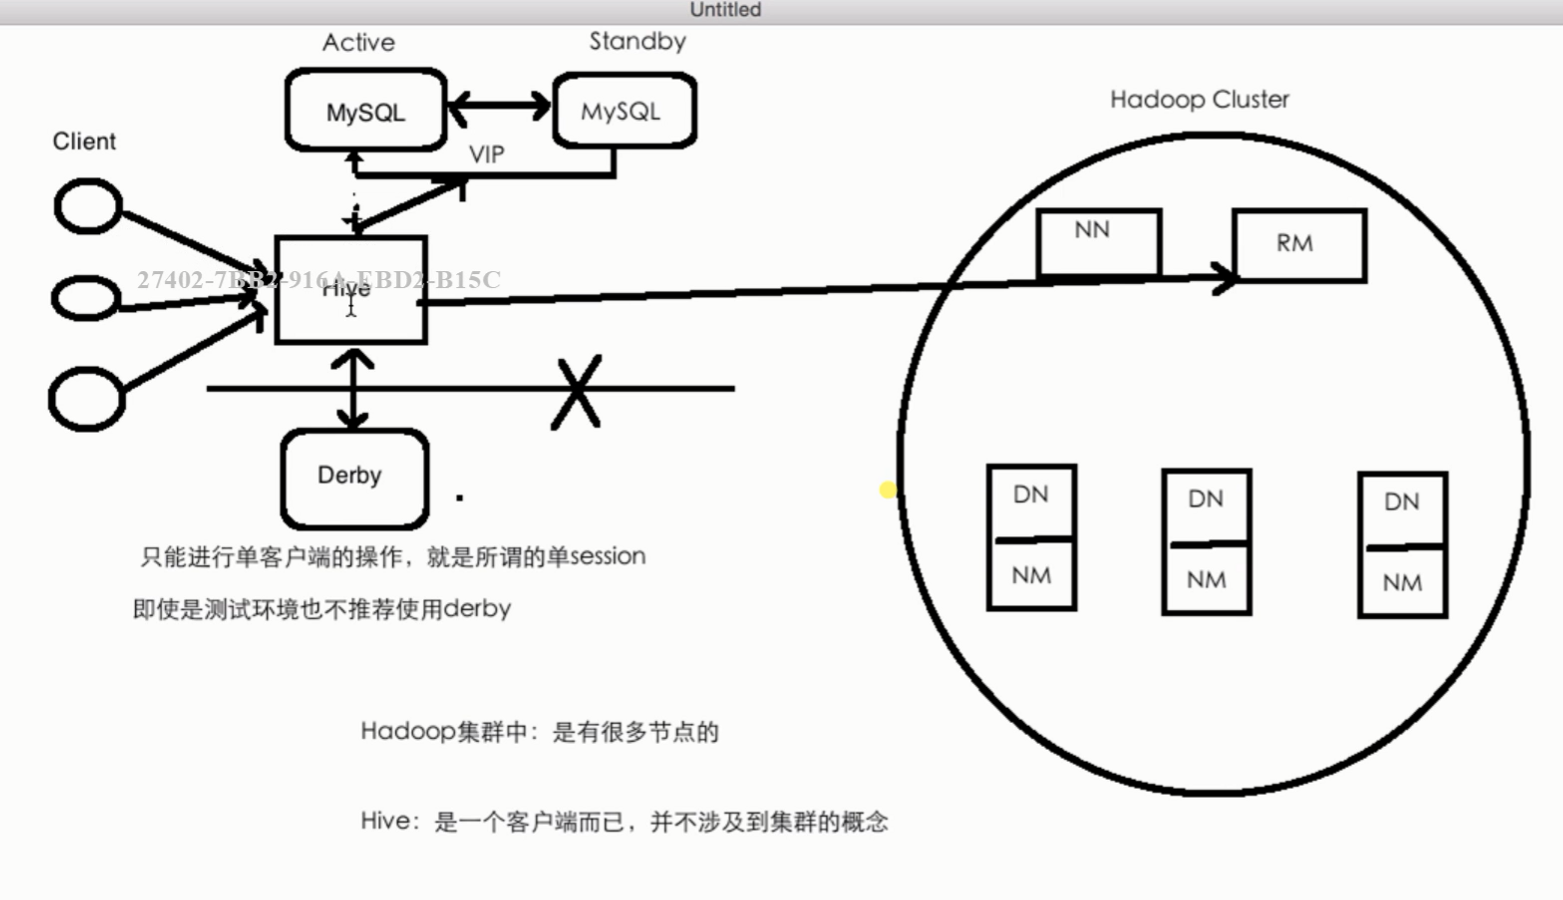 Untitled
Active
Standby
MySQL
MySQL
Hadoop Cluster
Client
VIP
NN
RM
27402-7BB2-916A-EBD2-B15C
Hive
Derby
DN
DN
DN
NM
NM
NM
只能进行单客户端的操作，就是所谓的单session
即使是测试环境也不推荐使用derby
Hadoop集群中：是有很多节点的
Hive：是一个客户端而已，并不涉及到集群的概念